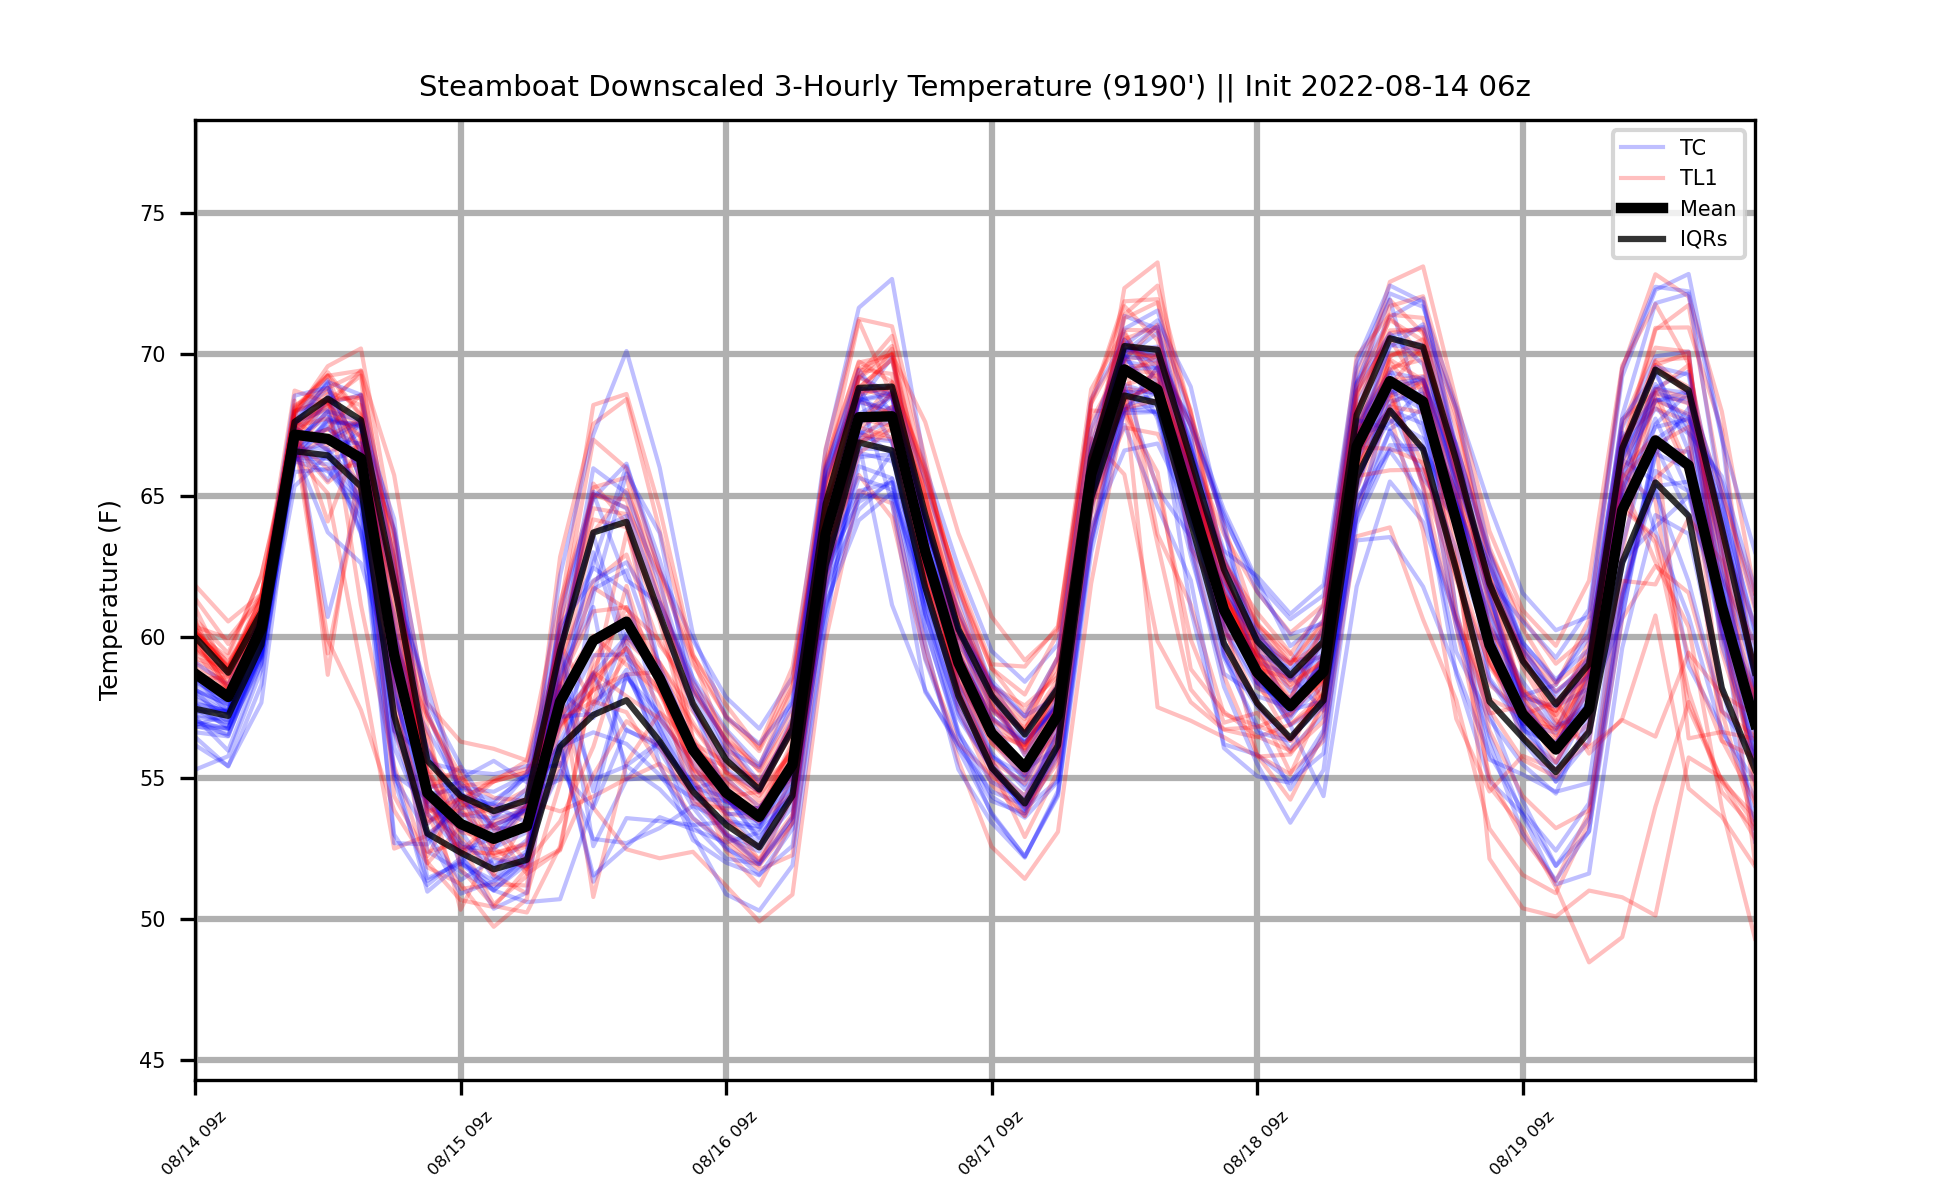 Steamboat Downscaled 3-Hourly Temperature (9190') || Init 2022-08-14 06z
TC
TL1
Mean
IQRs
Temperature (F)
75
70
65
60
55
50
45
08/14 09z
08/15 09z
08/16 09z
08/17 09z
08/18 09z
08/19 09z